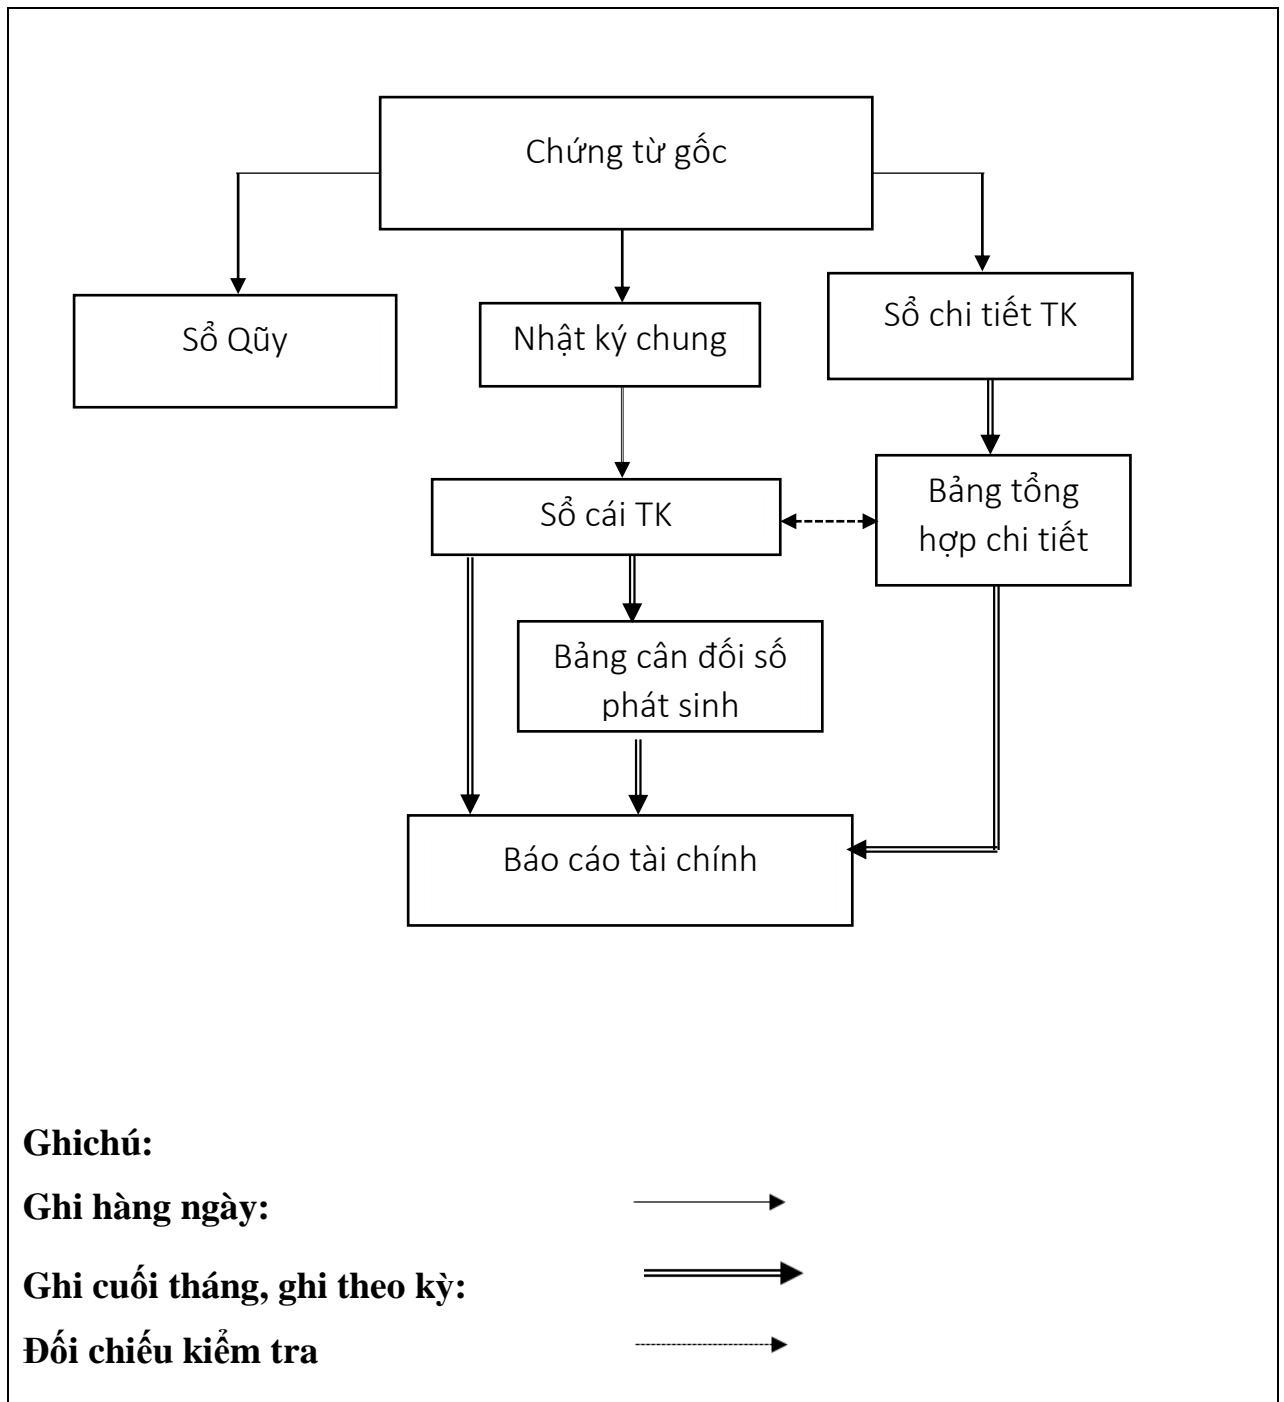 Chứng từ gốc
Sổ Qũy
Nhật ký chung
Sổ chi tiết TK
Sổ cái TK
Bảng tổng
hợp chi tiết
Bảng cân đối số
phát sinh
Báo cáo tài chính
Ghichú:
Ghi hàng ngày:
Ghi cuối tháng, ghi theo kỳ:
Đối chiếu kiểm tra